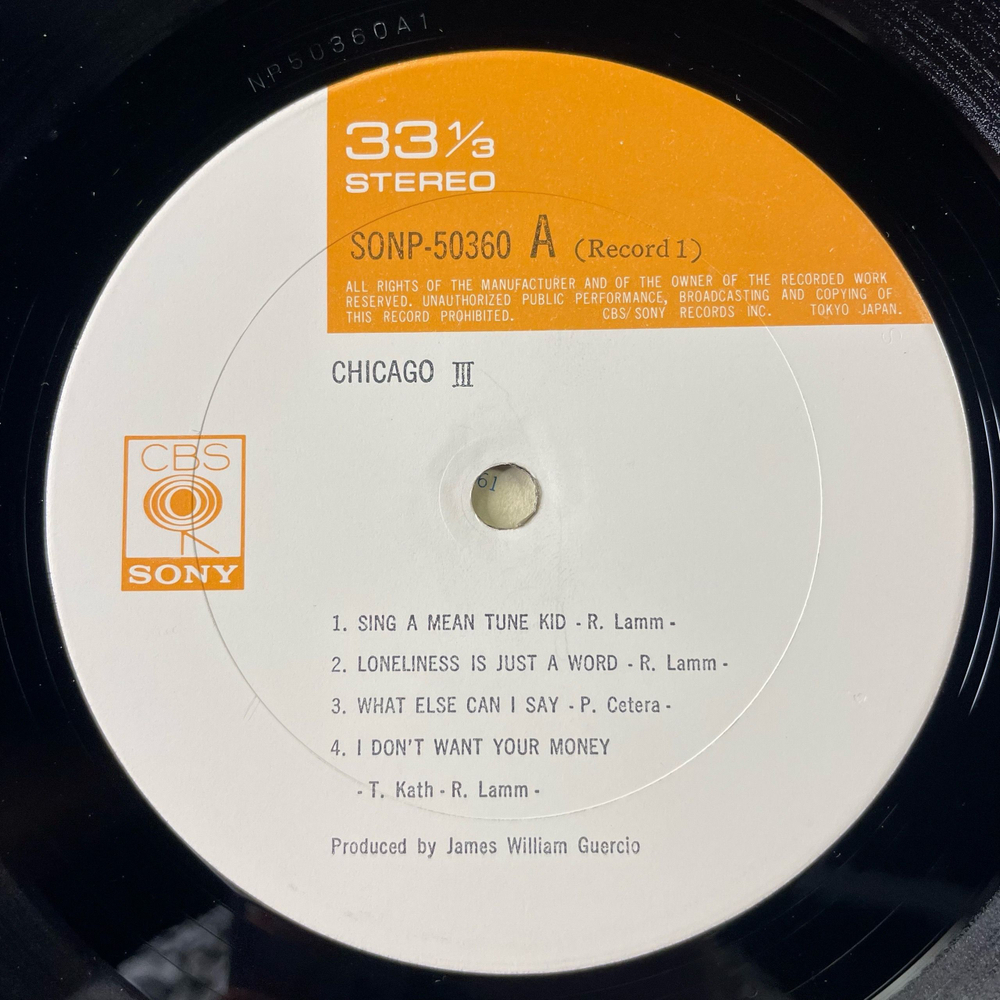 NP50360A1.
33 1/3
STEREO
SONP-50360 A (Record 1)
ALL RIGHTS OF THE MANUFACTURER AND OF THE OWNER OF THE RECORDED WORK
RESERVED. UNAUTHORIZED PUBLIC PERFORMANCE, BROADCASTING AND COPYING OF
THIS RECORD PROHIBITED. CBS/SONY RECORDS INC. TOKYO JAPAN.
CHICAGO III
CBS
SONY
61
1. SING A MEAN TUNE KID - R. Lamm -
2. LONELINESS IS JUST A WORD - R. Lamm -
3. WHAT ELSE CAN I SAY - P. Cetera -
4. I DON'T WANT YOUR MONEY
- T. Kath - R. Lamm -
Produced by James William Guercio